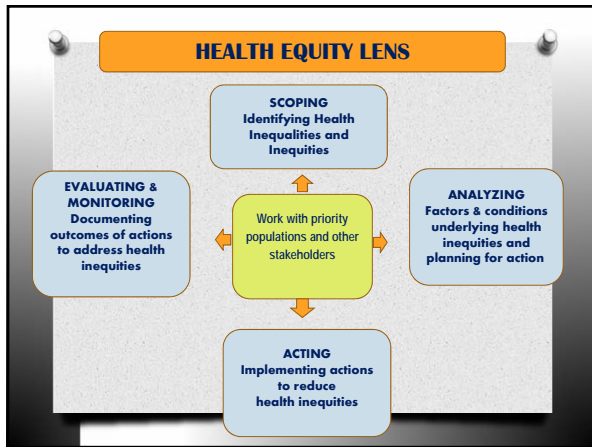 HEALTH EQUITY LENS
SCOPING
Identifying Health
Inequalities and
Inequities
EVALUATING &
MONITORING
Documenting
outcomes of actions
to address health
inequities
Work with priority
populations and other
stakeholders
ANALYZING
Factors & conditions
underlying health
inequities and
planning for action
ACTING
Implementing actions
to reduce
health inequities